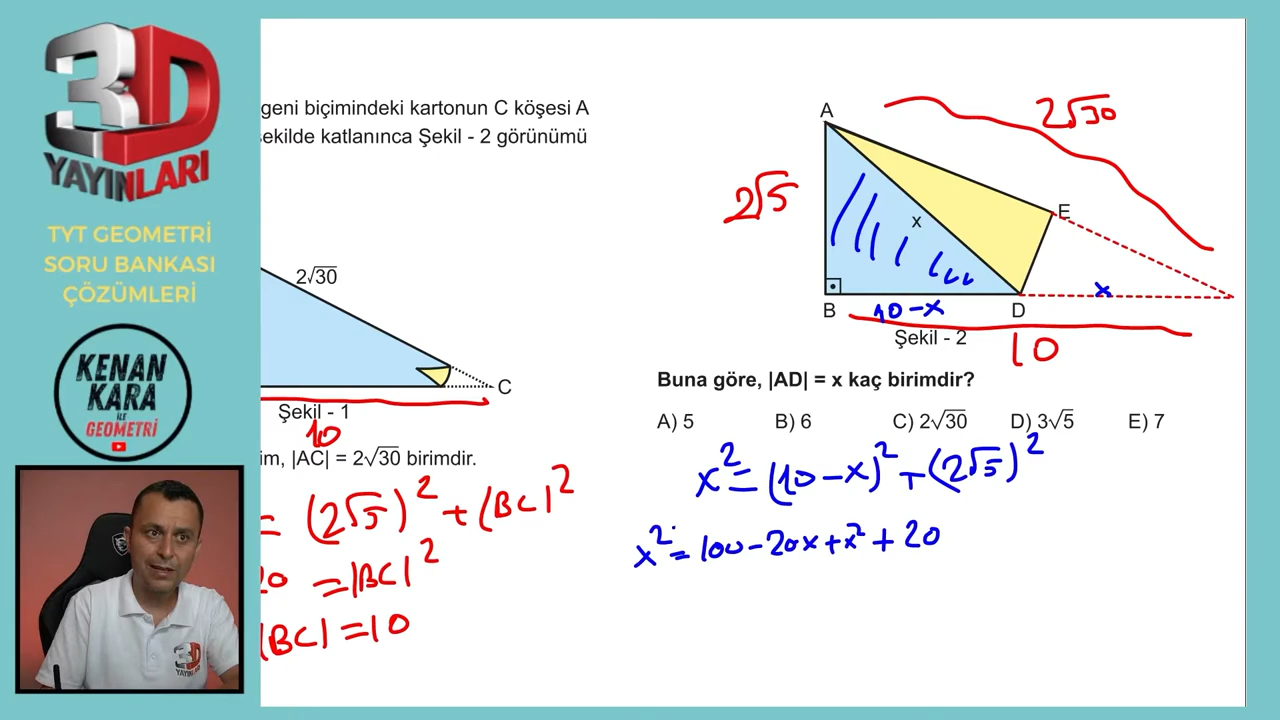 3D
YAYINLARI
TYT GEOMETRİ
SORU BANKASI
ÇÖZÜMLERİ
KENAN
KARA
İLE
GEOMETRİ
3D
YAYINLARI
geni biçimindeki kartonun C köşesi A
şekilde katlanınca Şekil - 2 görünümü
2√30
C
Şekil - 1
10
im, |AC| = 2√30 birimdir.
= (2√5)² + |BC|²
20 = |BC|²
|BC| = 10
A
2√30
2√5
E
x
x
B
10-x
D
Şekil - 2
10
Buna göre, |AD| = x kaç birimdir?
A) 5 B) 6 C) 2√30 D) 3√5 E) 7
x² = (10-x)² + (2√5)²
x² = 100-20x+x²+20